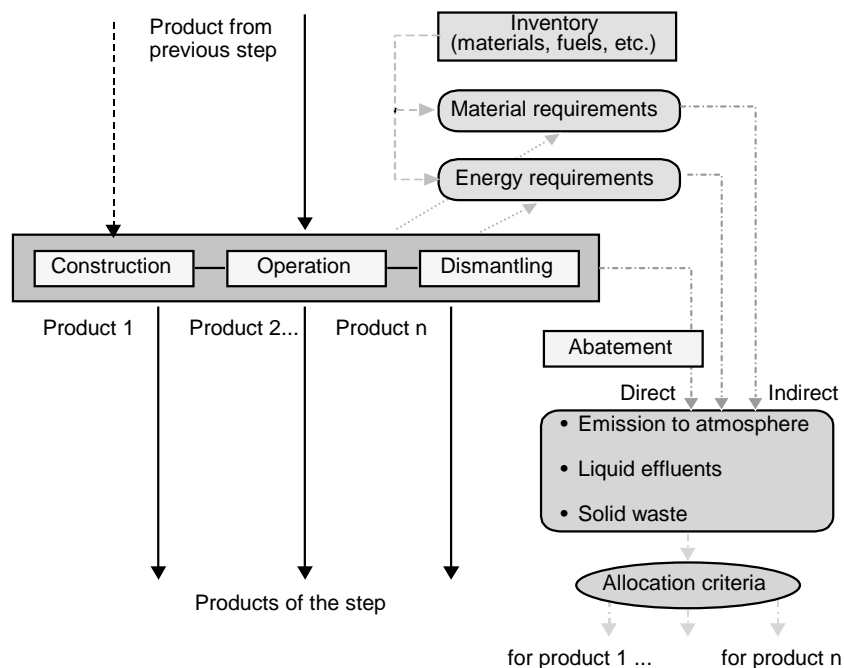 Product from
previous step
Inventory
(materials, fuels, etc.)
Material requirements
Energy requirements
Construction
Operation
Dismantling
Product 1
Product 2...
Product n
Abatement
Direct
Indirect
• Emission to atmosphere
• Liquid effluents
• Solid waste
Allocation criteria
Products of the step
for product 1 ...
for product n